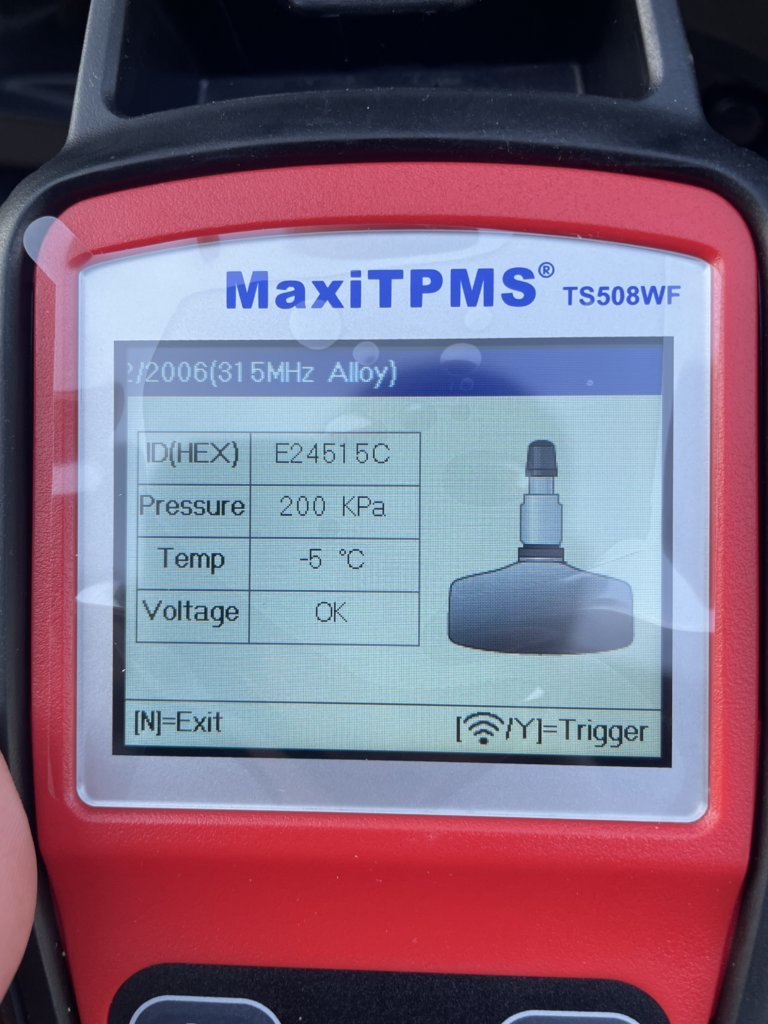 MaxiTPMS® TS508WF
/2006(315MHz Alloy)
ID(HEX) E24515C
Pressure 200 KPa
Temp -5 °C
Voltage OK
[N]=Exit [/Y]=Trigger